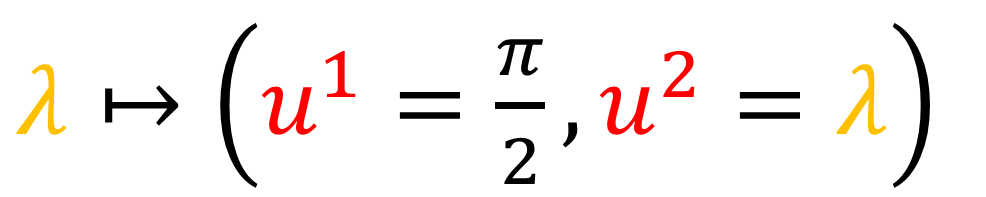 λ ↦ (u¹ = π/2, u² = λ)